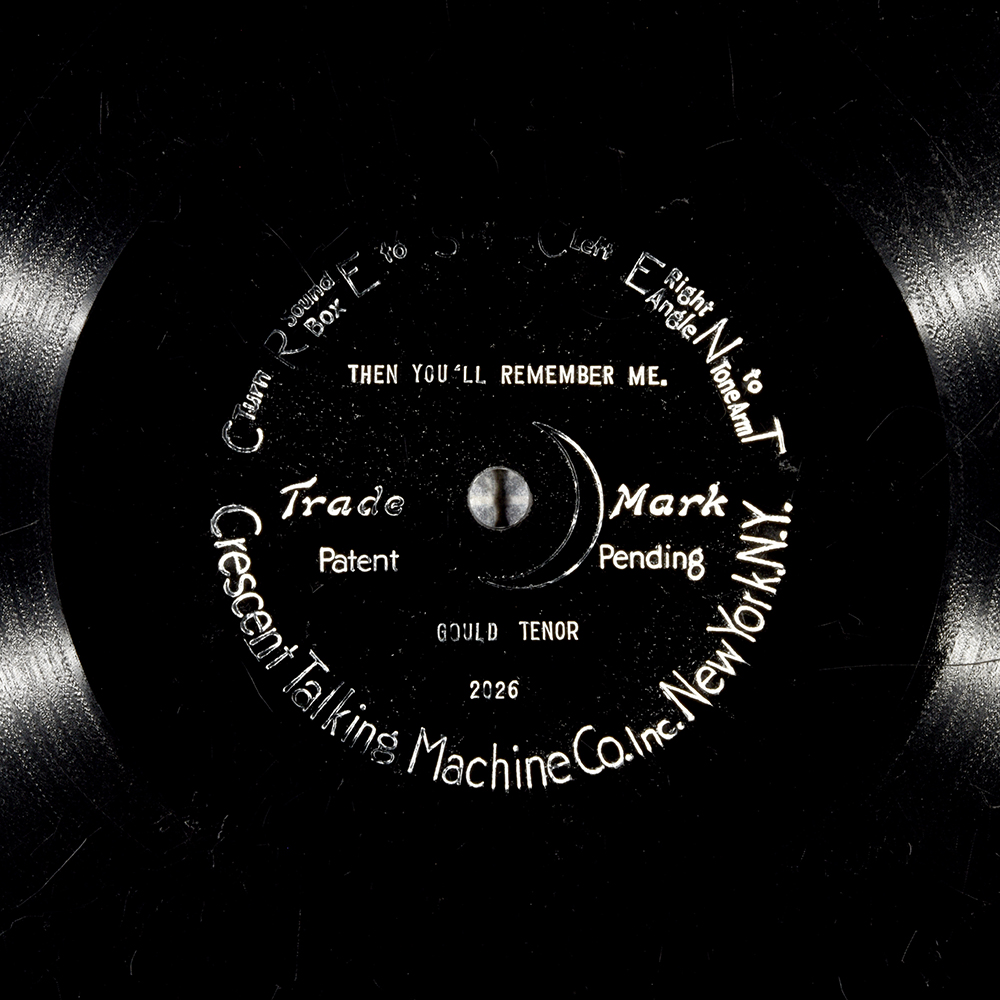 C Turn R Sound Box E to S C Left E Right Angle N to Tone Arm T
THEN YOU'LL REMEMBER ME.
Trade Mark
Patent Pending
GOULD TENOR
2026
Crescent Talking Machine Co. Inc. New York. N.Y.